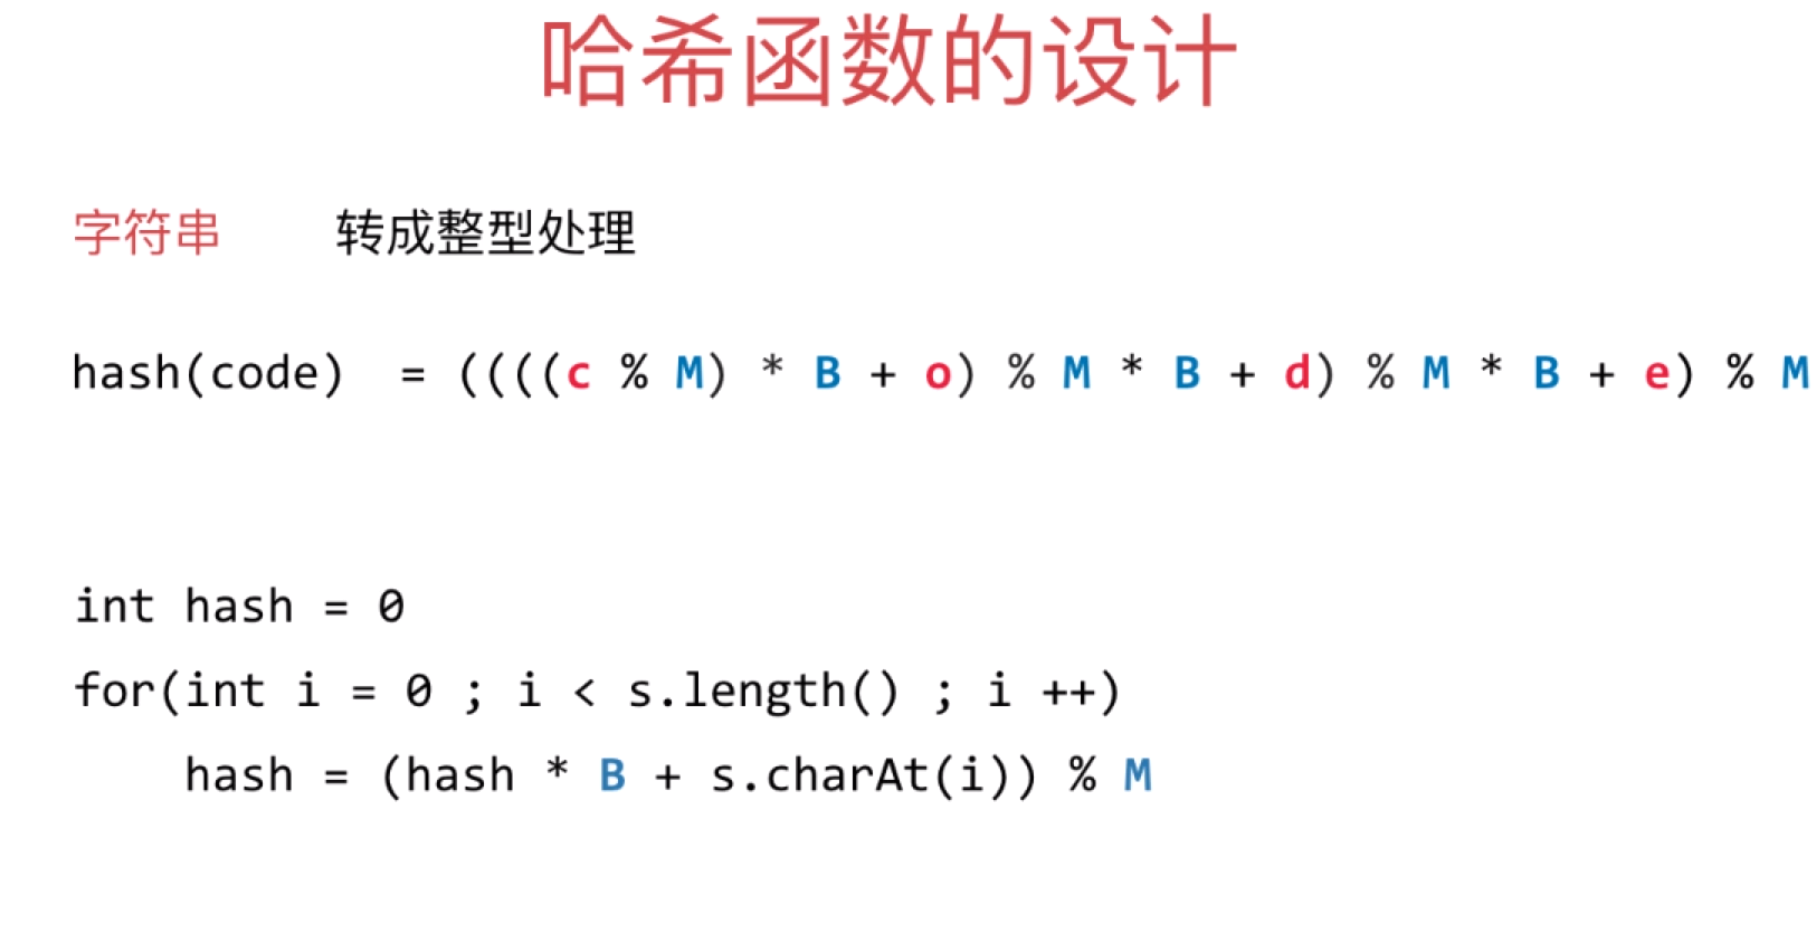 哈希函数的设计
字符串 转成整型处理
hash(code) = ((((c % M) * B + o) % M * B + d) % M * B + e) % M
int hash = 0
for(int i = 0 ; i < s.length() ; i ++)
hash = (hash * B + s.charAt(i)) % M